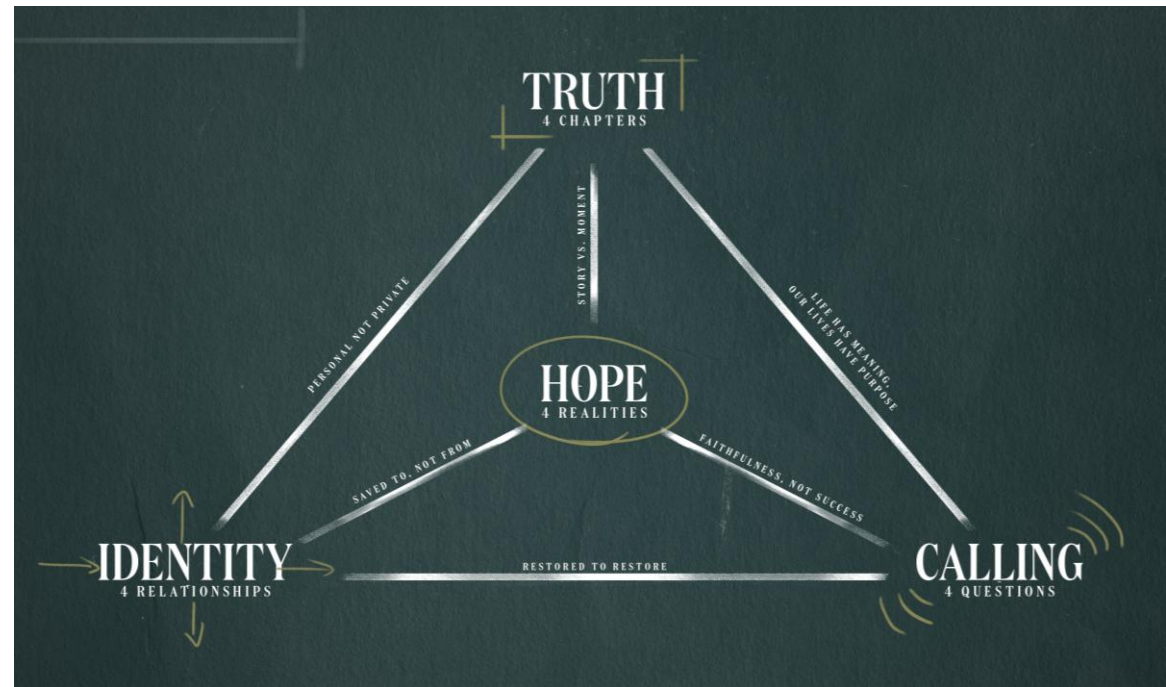 TRUTH
4 CHAPTERS
STORY VS. MOMENT
PERSONAL NOT PRIVATE
LIFE HAS MEANING,
OUR LIVES HAVE PURPOSE
HOPE
4 REALITIES
SAVED TO, NOT FROM
FAITHFULNESS, NOT SUCCESS
IDENTITY
4 RELATIONSHIPS
RESTORED TO RESTORE
CALLING
4 QUESTIONS